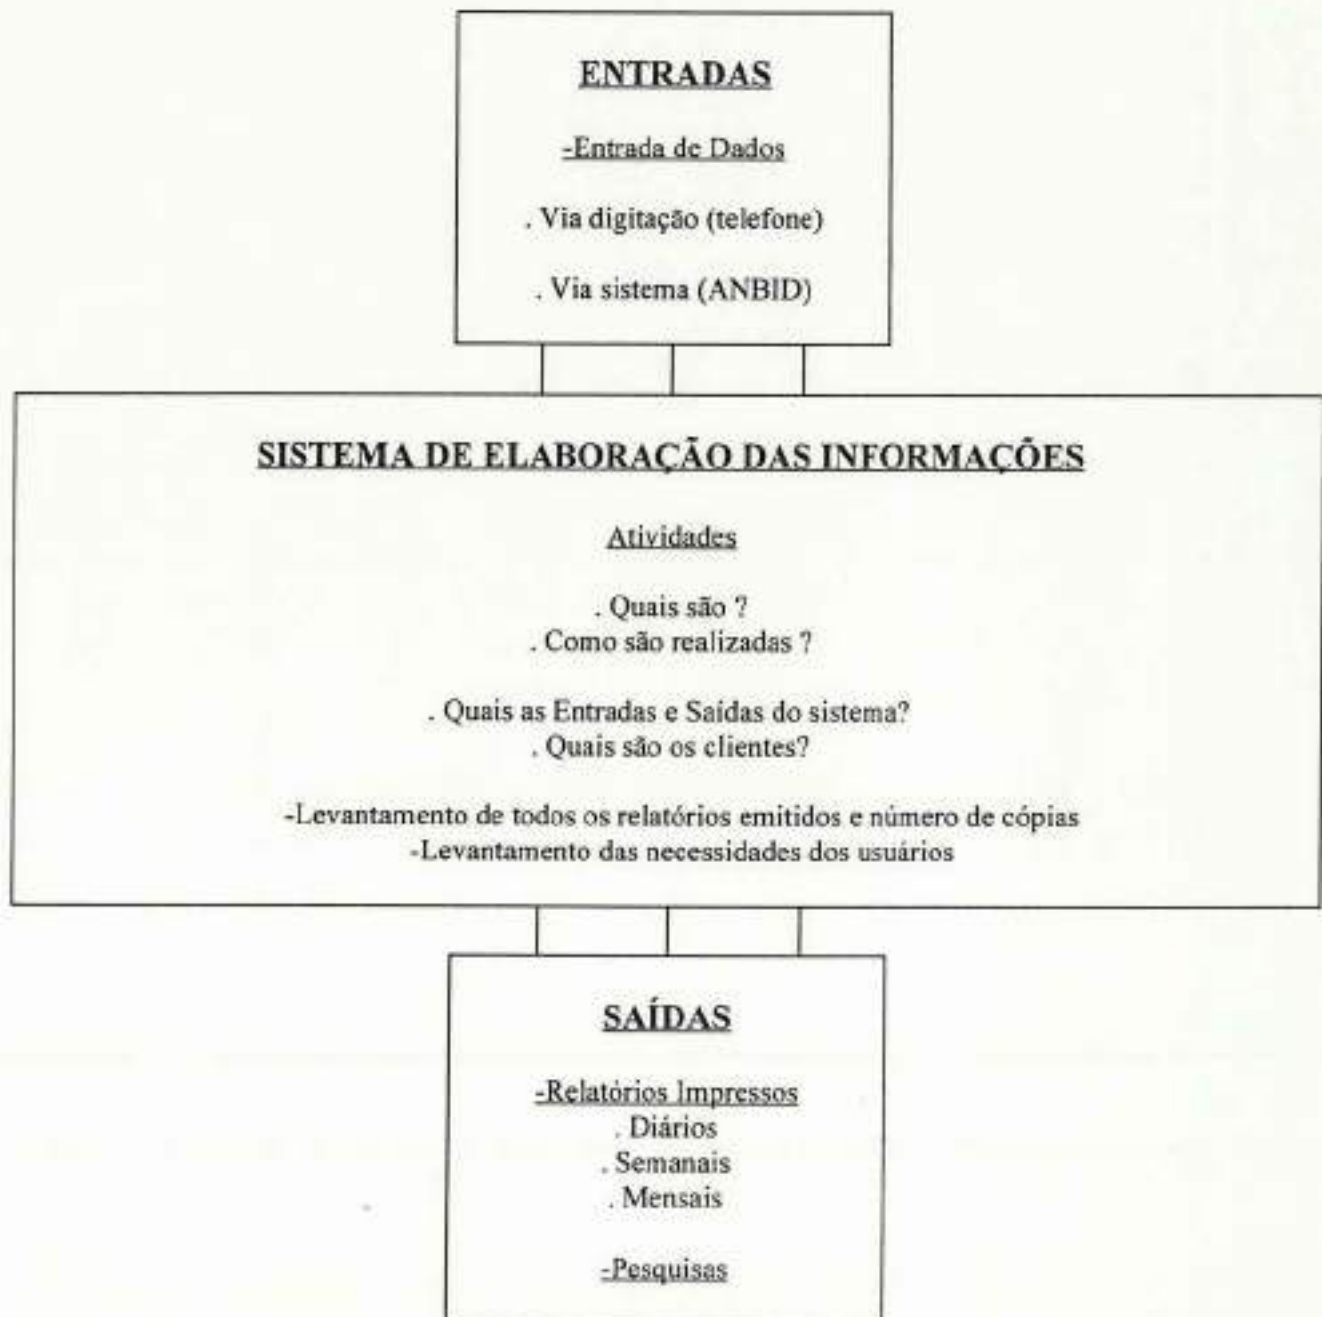 ENTRADAS
-Entrada de Dados
. Via digitação (telefone)
. Via sistema (ANBID)
SISTEMA DE ELABORAÇÃO DAS INFORMAÇÕES
Atividades
. Quais são ?
. Como são realizadas ?
. Quais as Entradas e Saídas do sistema?
. Quais são os clientes?
-Levantamento de todos os relatórios emitidos e número de cópias
-Levantamento das necessidades dos usuários
SAÍDAS
-Relatórios Impressos
. Diários
. Semanais
. Mensais
-Pesquisas